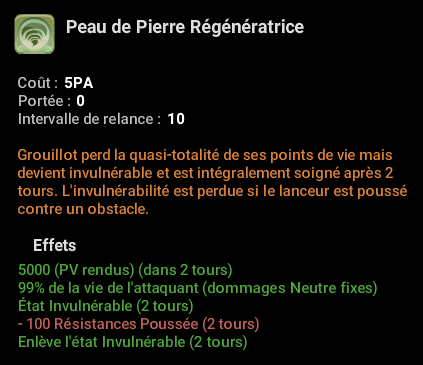 Peau de Pierre Régénératrice
Coût : 5PA
Portée : 0
Intervalle de relance : 10
Grouillot perd la quasi-totalité de ses points de vie mais
devient invulnérable et est intégralement soigné après 2
tours. L'invulnérabilité est perdue si le lanceur est poussé
contre un obstacle.
Effets
5000 (PV rendus) (dans 2 tours)
99% de la vie de l'attaquant (dommages Neutre fixes)
État Invulnérable (2 tours)
- 100 Résistances Poussée (2 tours)
Enlève l'état Invulnérable (2 tours)